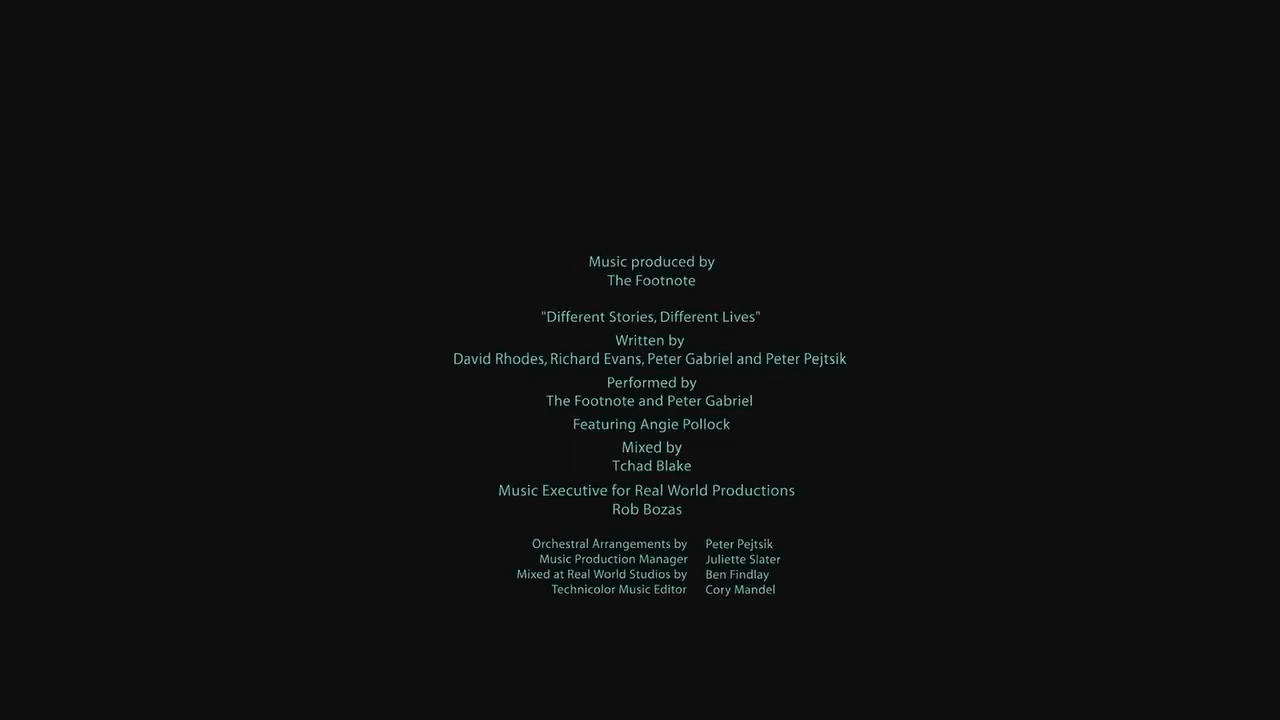 Music produced by
The Footnote
"Different Stories, Different Lives"
Written by
David Rhodes, Richard Evans, Peter Gabriel and Peter Pejtsik
Performed by
The Footnote and Peter Gabriel
Featuring Angie Pollock
Mixed by
Tchad Blake
Music Executive for Real World Productions
Rob Bozas
Orchestral Arrangements by Peter Pejtsik
Music Production Manager Juliette Slater
Mixed at Real World Studios by Ben Findlay
Technicolor Music Editor Cory Mandel